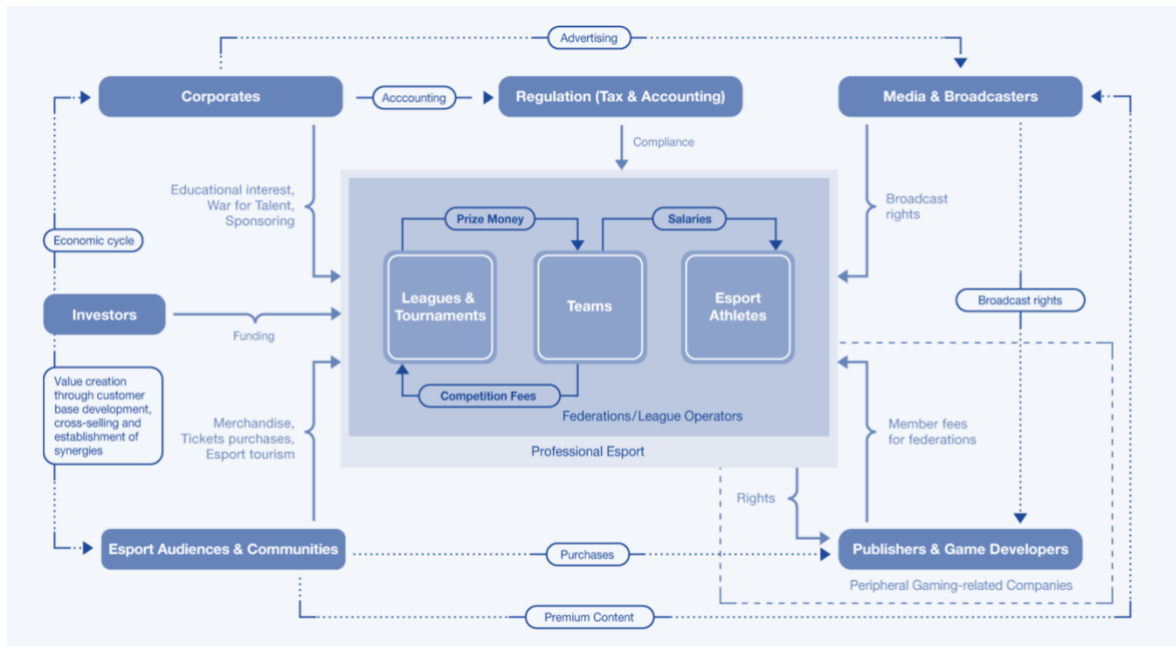 Advertising
Corporates
Acccounting
Regulation (Tax & Accounting)
Media & Broadcasters
Compliance
Educational interest,
War for Talent,
Sponsoring
Prize Money
Salaries
Broadcast
rights
Economic cycle
Leagues &
Tournaments
Teams
Esport
Athletes
Investors
Funding
Broadcast rights
Value creation
through customer
base development,
cross-selling and
establishment of
synergies
Competition Fees
Federations/League Operators
Merchandise,
Tickets purchases,
Esport tourism
Member fees
for federations
Professional Esport
Rights
Esport Audiences & Communities
Purchases
Publishers & Game Developers
Peripheral Gaming-related Companies
Premium Content